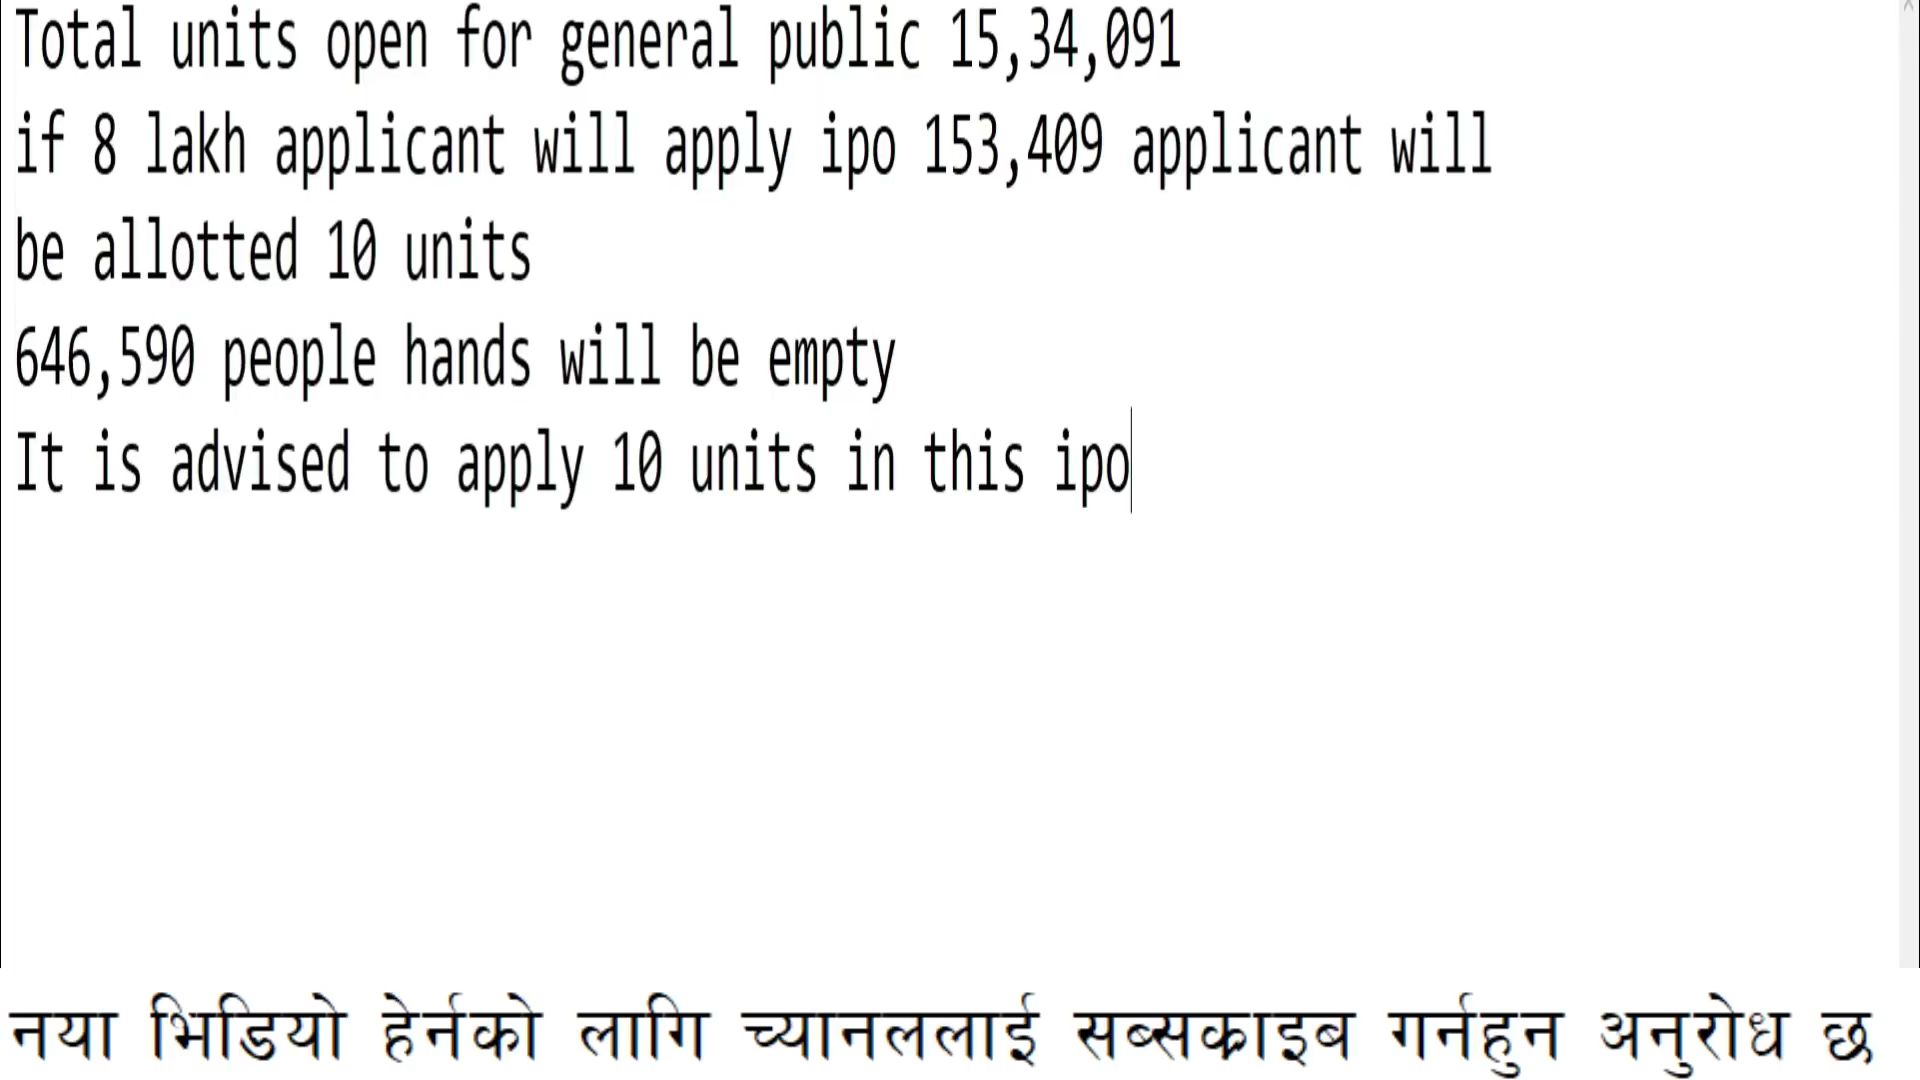 Total units open for general public 15,34,091
if 8 lakh applicant will apply ipo 153,409 applicant will
be allotted 10 units
646,590 people hands will be empty
It is advised to apply 10 units in this ipo
नया भिडियो हेर्नको लागि च्यानललाई सब्सक्राइब गर्नहुन अनुरोध छ